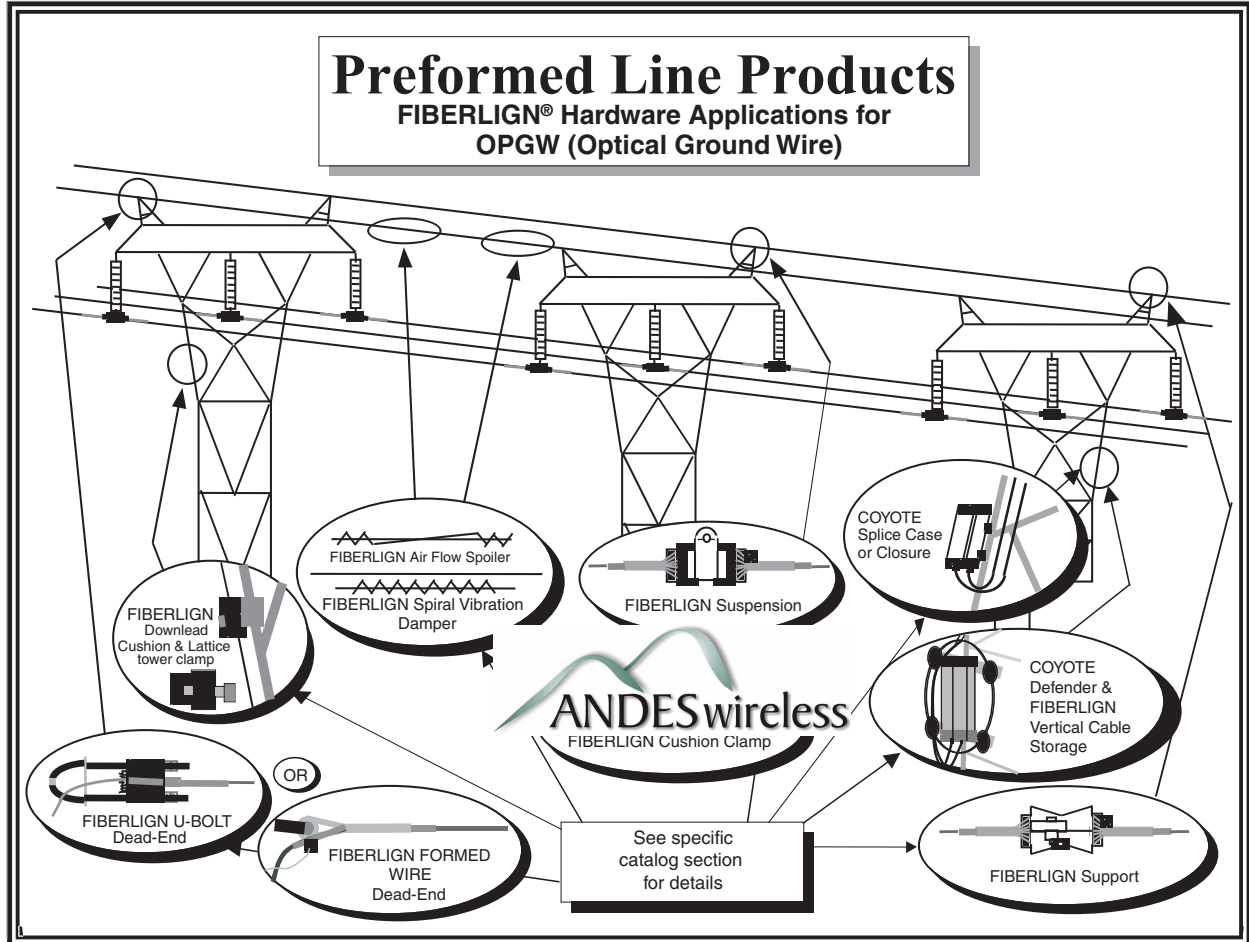 Preformed Line Products
FIBERLIGN® Hardware Applications for
OPGW (Optical Ground Wire)
COYOTE
Splice Case
or Closure
FIBERLIGN Air Flow Spoiler
FIBERLIGN Spiral Vibration
Damper
FIBERLIGN Suspension
FIBERLIGN
Downlead
Cushion & Lattice
tower clamp
COYOTE
Defender &
FIBERLIGN
Vertical Cable
Storage
ANDES wireless
FIBERLIGN Cushion Clamp
OR
FIBERLIGN U-BOLT
Dead-End
FIBERLIGN FORMED
WIRE
Dead-End
See specific
catalog section
for details
FIBERLIGN Support